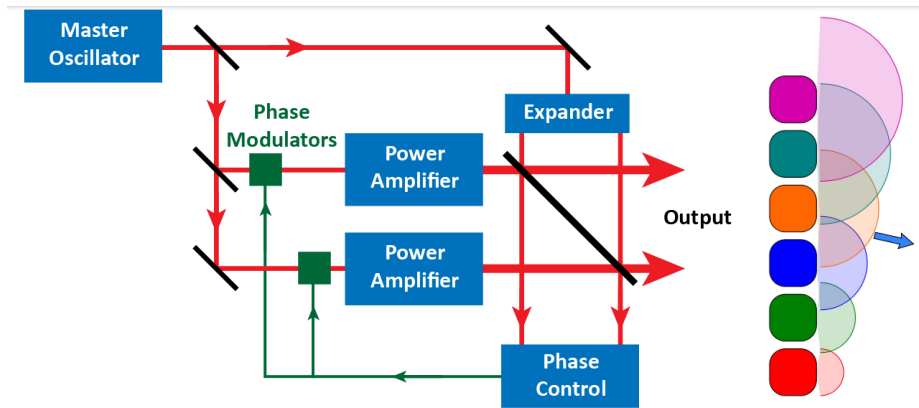 Master
Oscillator
Phase
Modulators
Expander
Power
Amplifier
Output
Power
Amplifier
Phase
Control